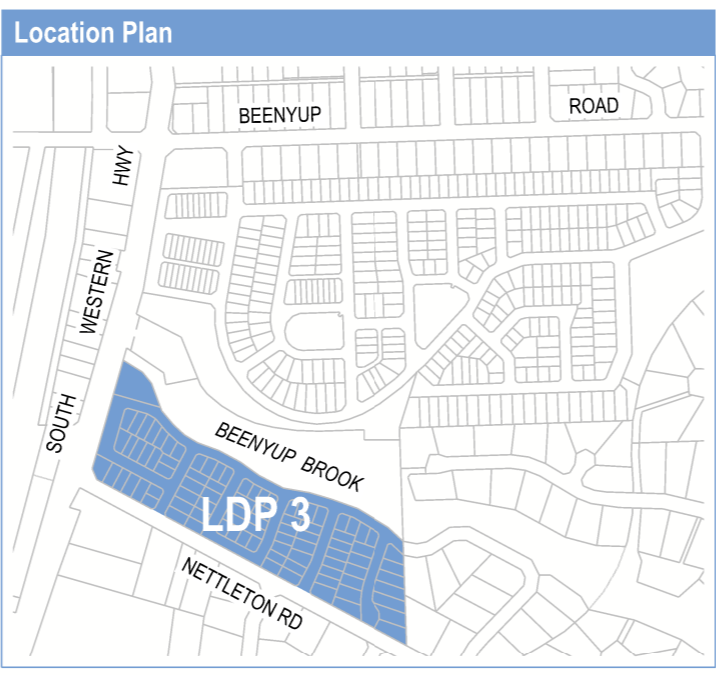 Location Plan
BEENYUP ROAD
SOUTH WESTERN HWY
BEENYUP BROOK
LDP 3
NETTLETON RD